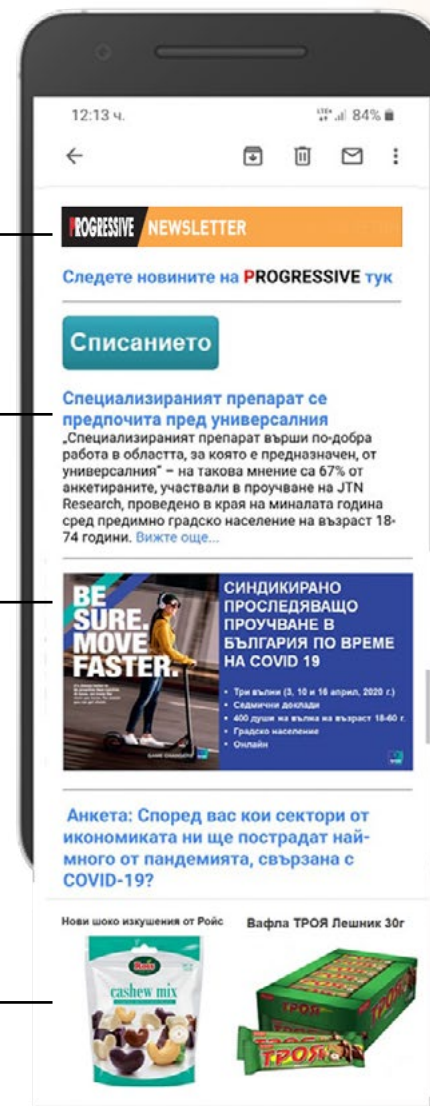 12:13 ч.
LTE+ 84%
PROGRESSIVE NEWSLETTER
Следете новините на PROGRESSIVE тук
Списанието
Специализираният препарат се
предпочита пред универсалния
„Специализираният препарат върши по-добра
работа в областта, за която е предназначен, от
универсалния“ – на такова мнение са 67% от
анкетираните, участвали в проучване на JTN
Research, проведено в края на миналата година
сред предимно градско население на възраст 18-
74 години. Вижте още...
BE
SURE.
MOVE
FASTER.
GAME CHANGERS
СИНДИКИРАНО
ПРОСЛЕДЯВАЩО
ПРОУЧВАНЕ В
БЪЛГАРИЯ ПО ВРЕМЕ
НА COVID 19
• Три вълни (3, 10 и 16 април, 2020 г.)
• Седмични доклади
• 400 души на вълна на възраст 18-60 г.
• Градско население
• Онлайн
Анкета: Според вас кои сектори от
икономиката ни ще пострадат най-
много от пандемията, свързана с
COVID-19?
Нови шоко изкушения от Ройс
Вафла ТРОЯ Лешник 30г
Rois
cashew mix
ТРОЯ
ТРОЯ